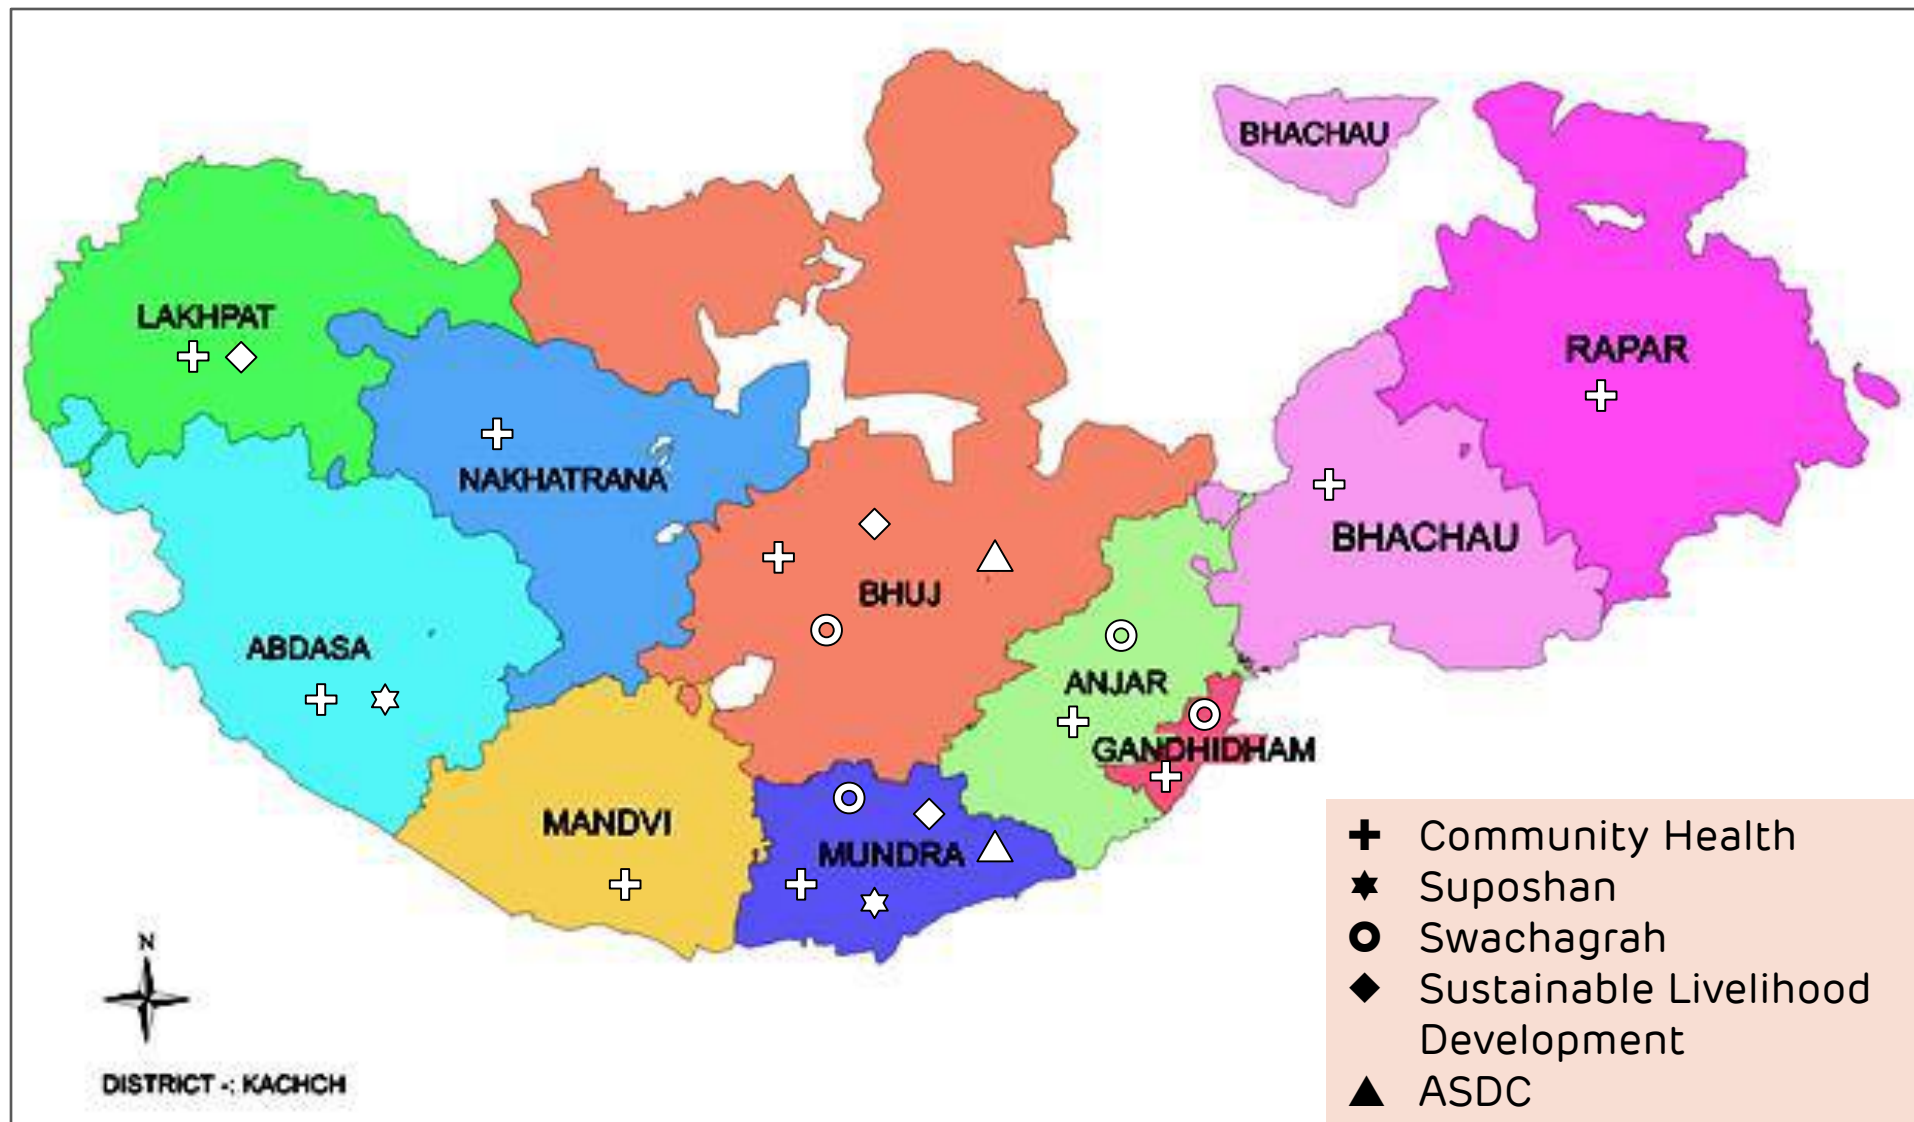 BHACHAU
LAKHPAT
RAPAR
NAKHATRANA
BHACHAU
BHUJ
ABDASA
ANJAR
GANDHIDHAM
MANDVI
MUNDRA
N
DISTRICT -: KACHCH
Community Health
Suposhan
Swachagrah
Sustainable Livelihood
Development
ASDC